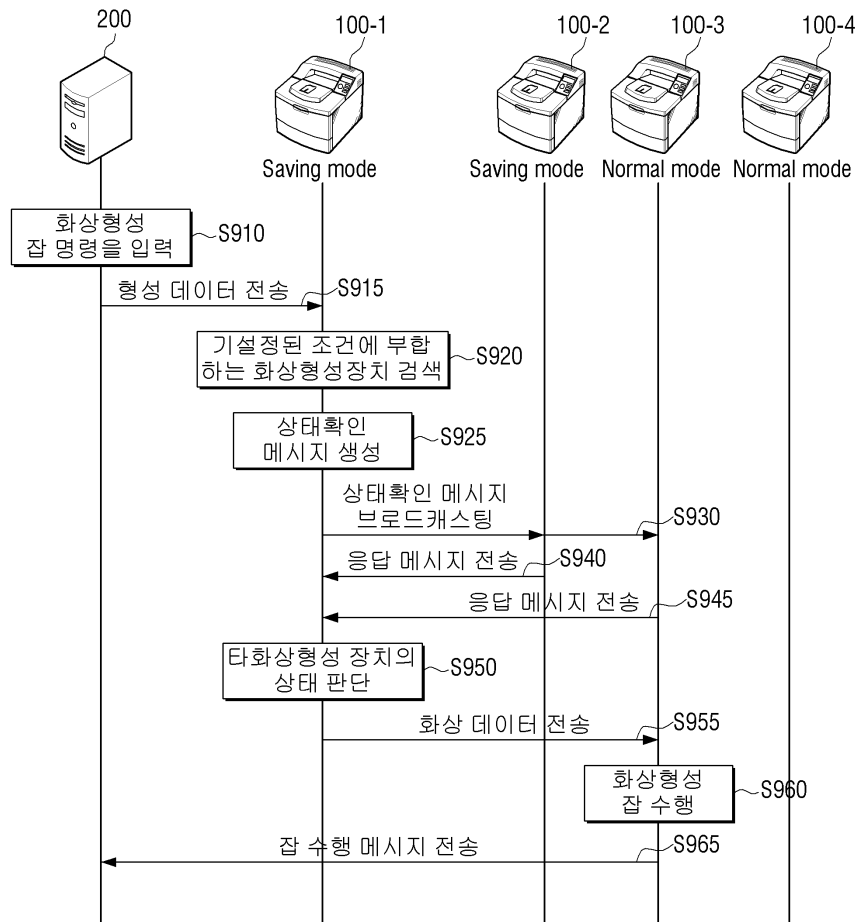 200
100-1
100-2
100-3
100-4
Saving mode
Saving mode
Normal mode
Normal mode
화상형성
잡 명령을 입력
S910
형성 데이터 전송
S915
기설정된 조건에 부합
하는 화상형성장치 검색
S920
상태확인
메시지 생성
S925
상태확인 메시지
브로드캐스팅
S930
응답 메시지 전송
S940
응답 메시지 전송
S945
타화상형성 장치의
상태 판단
S950
화상 데이터 전송
S955
화상형성
잡 수행
S960
잡 수행 메시지 전송
S965